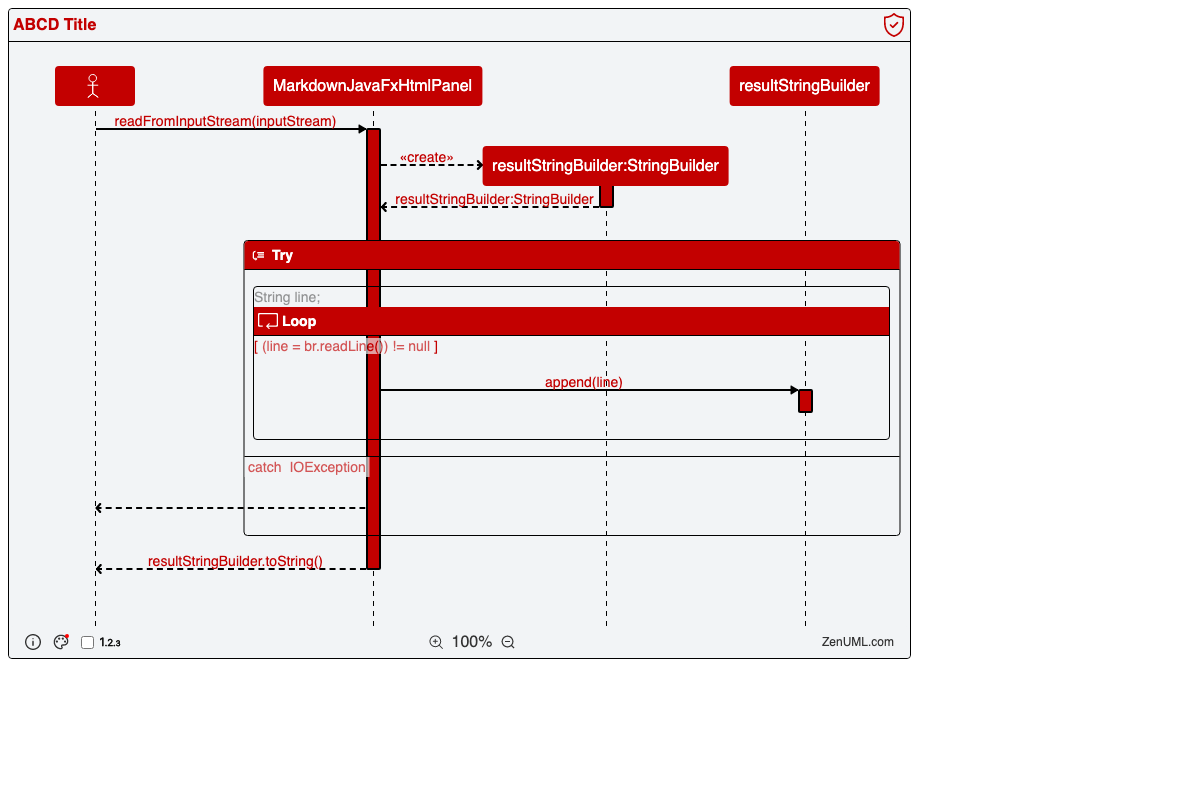 ABCD Title
MarkdownJavaFxHtmlPanel
resultStringBuilder
readFromInputStream(inputStream)
«create»
resultStringBuilder:StringBuilder
resultStringBuilder:StringBuilder
Try
String line;
Loop
[ (line = br.readLine()) != null ]
append(line)
catch IOException
resultStringBuilder.toString()
1.2.3
100%
ZenUML.com